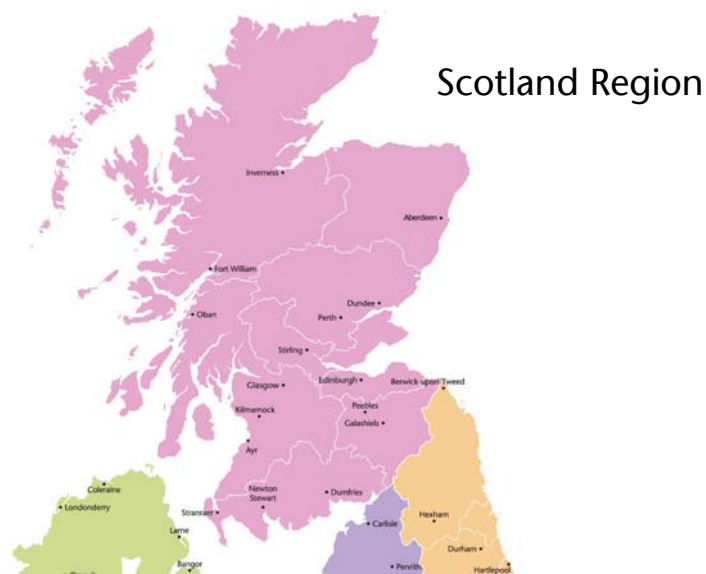 Scotland Region
Inverness
Aberdeen
Fort William
Dundee
Oban
Perth
Stirling
Glasgow
Edinburgh
Berwick upon Tweed
Kilmarnock
Peebles
Galashiels
Ayr
Newton
Stewart
Dumfries
Coleraine
Londonderry
Stranraer
Larne
Carlisle
Hexham
Durham
Bangor
Penrith
Hartlepool